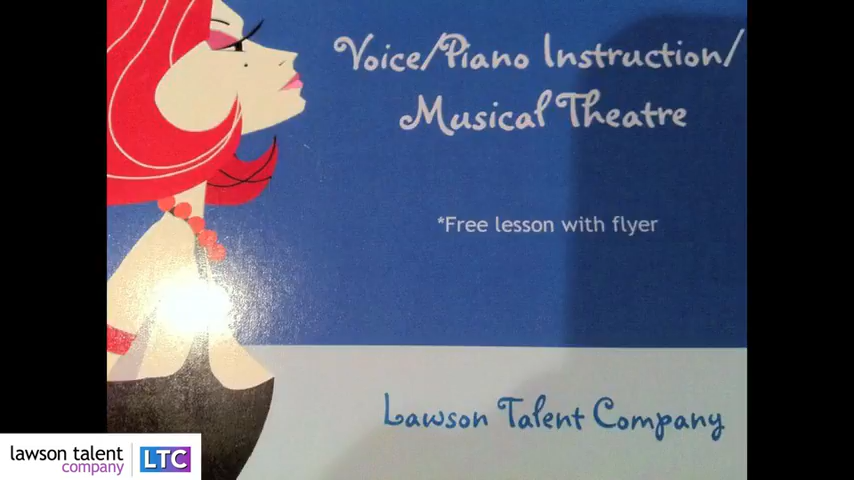 Voice/Piano Instruction/
Musical Theatre
*Free lesson with flyer
Lawson Talent Company
lawson talent
company
LTC